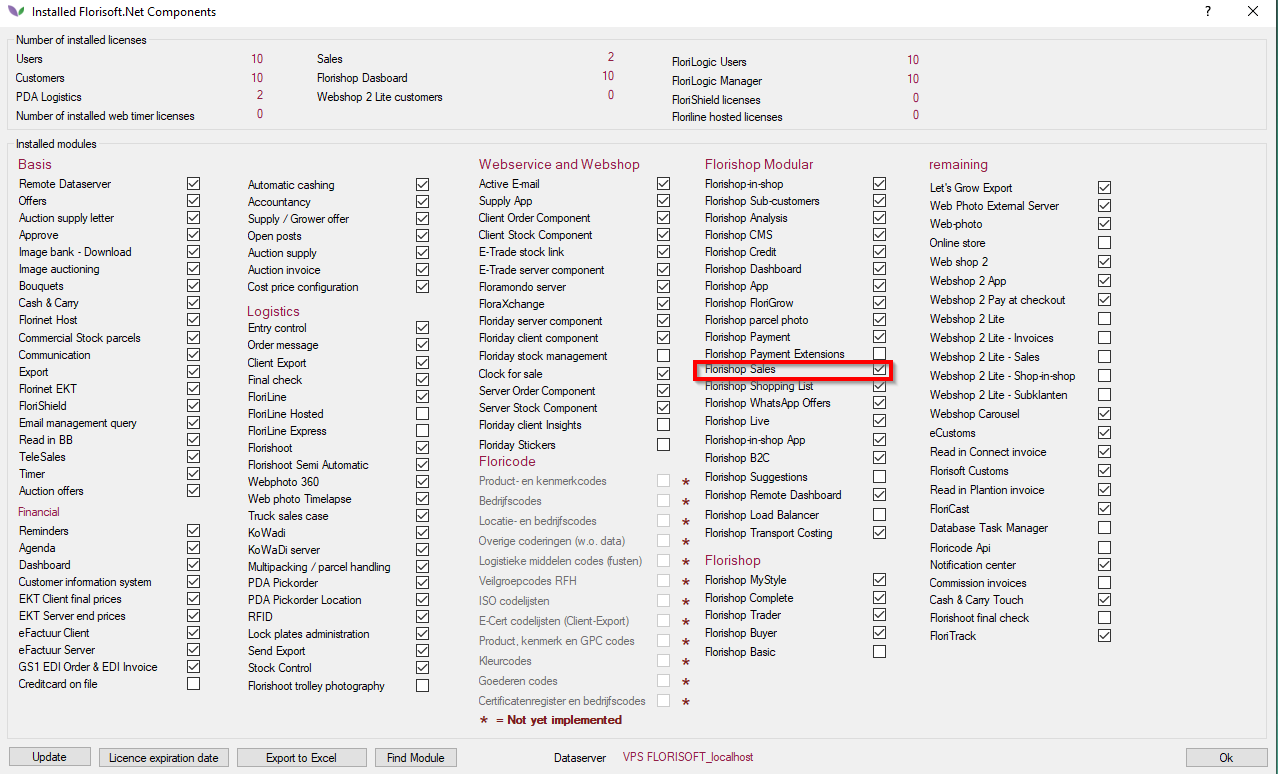 Installed Florisoft.Net Components
?
Number of installed licenses
Users 10
Customers 10
PDA Logistics 2
Number of installed web timer licenses 0
Sales 2
Florishop Dasboard 10
Webshop 2 Lite customers 0
FloriLogic Users 10
FloriLogic Manager 10
FloriShield licenses 0
Floriline hosted licenses 0
Installed modules
Basis
Remote Dataserver
Offers
Auction supply letter
Approve
Image bank - Download
Image auctioning
Bouquets
Cash & Carry
Florinet Host
Commercial Stock parcels
Communication
Export
Florinet EKT
FloriShield
Email management query
Read in BB
TeleSales
Timer
Auction offers
Financial
Reminders
Agenda
Dashboard
Customer information system
EKT Client final prices
EKT Server end prices
eFactuur Client
eFactuur Server
GS1 EDI Order & EDI Invoice
Creditcard on file
Automatic cashing
Accountancy
Supply / Grower offer
Open posts
Auction supply
Auction invoice
Cost price configuration
Logistics
Entry control
Order message
Client Export
Final check
FloriLine
FloriLine Hosted
FloriLine Express
Florishoot
Florishoot Semi Automatic
Webphoto 360
Web photo Timelapse
Truck sales case
KoWadi
KoWaDi server
Multipacking / parcel handling
PDA Pickorder
PDA Pickorder Location
RFID
Lock plates administration
Send Export
Stock Control
Florishoot trolley photography
Webservice and Webshop
Active E-mail
Supply App
Client Order Component
Client Stock Component
E-Trade stock link
E-Trade server component
Floramondo server
FloraXchange
Floriday server component
Floriday client component
Floriday stock management
Clock for sale
Server Order Component
Server Stock Component
Floriday client Insights
Floriday Stickers
Floricode
Product- en kenmerkcodes *
Bedrijfscodes *
Locatie- en bedrijfscodes *
Overige coderingen (w.o. data) *
Logistieke middelen codes (fusten) *
Veilgroepcodes RFH *
ISO codelijsten *
E-Cert codelijsten (Client-Export) *
Product, kenmerk en GPC codes *
Kleurcodes *
Goederen codes *
Certificatenregister en bedrijfscodes *
* = Not yet implemented
Florishop Modular
Florishop-in-shop
Florishop Sub-customers
Florishop Analysis
Florishop CMS
Florishop Credit
Florishop Dashboard
Florishop App
Florishop FloriGrow
Florishop parcel photo
Florishop Payment
Florishop Payment Extensions
Florishop Sales
Florishop Shopping List
Florishop WhatsApp Offers
Florishop Live
Florishop-in-shop App
Florishop B2C
Florishop Suggestions
Florishop Remote Dashboard
Florishop Load Balancer
Florishop Transport Costing
Florishop
Florishop MyStyle
Florishop Complete
Florishop Trader
Florishop Buyer
Florishop Basic
remaining
Let's Grow Export
Web Photo External Server
Web-photo
Online store
Web shop 2
Webshop 2 App
Webshop 2 Pay at checkout
Webshop 2 Lite
Webshop 2 Lite - Invoices
Webshop 2 Lite - Sales
Webshop 2 Lite - Shop-in-shop
Webshop 2 Lite - Subklanten
Webshop Carousel
eCustoms
Read in Connect invoice
Florisoft Customs
Read in Plantion invoice
FloriCast
Database Task Manager
Floricode Api
Notification center
Commission invoices
Cash & Carry Touch
Florishoot final check
FloriTrack
Update
Licence expiration date
Export to Excel
Find Module
Dataserver VPS FLORISOFT_localhost
Ok